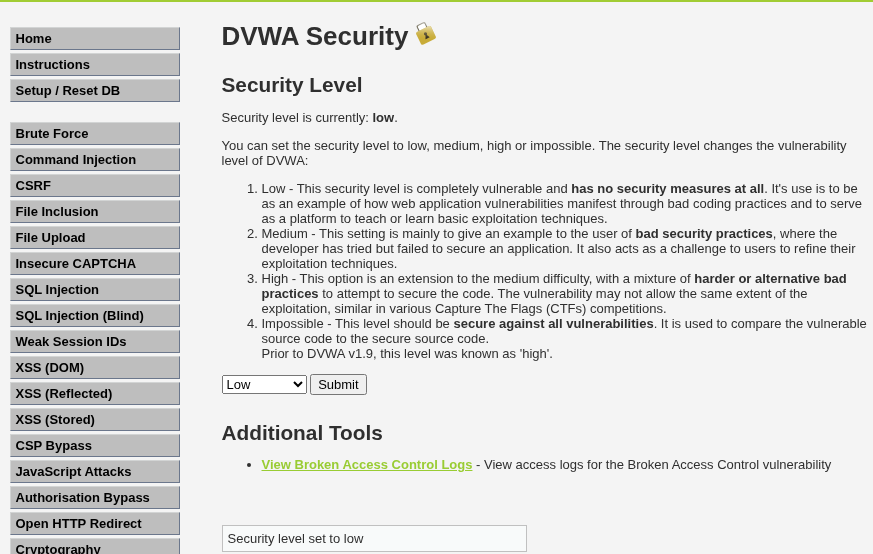 Home
Instructions
Setup / Reset DB
Brute Force
Command Injection
CSRF
File Inclusion
File Upload
Insecure CAPTCHA
SQL Injection
SQL Injection (Blind)
Weak Session IDs
XSS (DOM)
XSS (Reflected)
XSS (Stored)
CSP Bypass
JavaScript Attacks
Authorisation Bypass
Open HTTP Redirect
Cryptography
DVWA Security
Security Level
Security level is currently: low.
You can set the security level to low, medium, high or impossible. The security level changes the vulnerability
level of DVWA:
1. Low - This security level is completely vulnerable and has no security measures at all. It's use is to be
as an example of how web application vulnerabilities manifest through bad coding practices and to serve
as a platform to teach or learn basic exploitation techniques.
2. Medium - This setting is mainly to give an example to the user of bad security practices, where the
developer has tried but failed to secure an application. It also acts as a challenge to users to refine their
exploitation techniques.
3. High - This option is an extension to the medium difficulty, with a mixture of harder or alternative bad
practices to attempt to secure the code. The vulnerability may not allow the same extent of the
exploitation, similar in various Capture The Flags (CTFs) competitions.
4. Impossible - This level should be secure against all vulnerabilities. It is used to compare the vulnerable
source code to the secure source code.
Prior to DVWA v1.9, this level was known as 'high'.
Low Submit
Additional Tools
• View Broken Access Control Logs - View access logs for the Broken Access Control vulnerability
Security level set to low